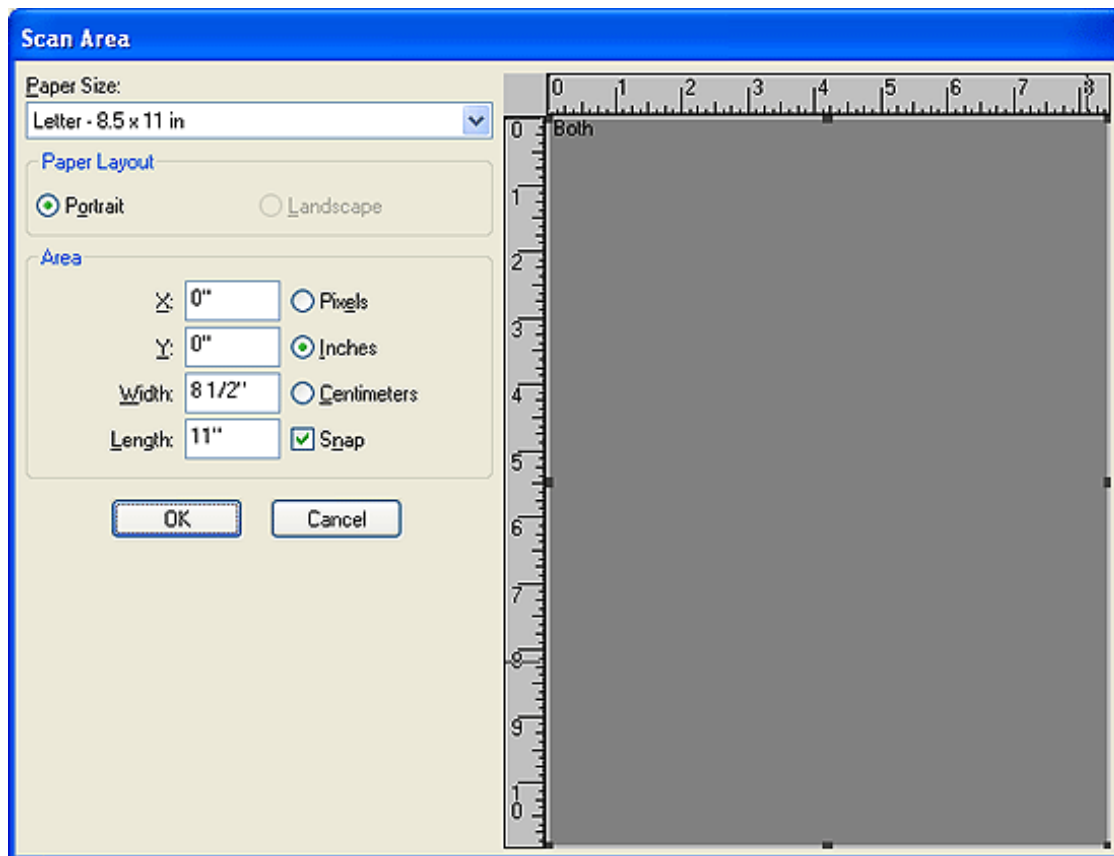 Scan Area
Paper Size:
Letter - 8.5 x 11 in
Paper Layout
Portrait
Landscape
Area
X: 0"
Pixels
Y: 0"
Inches
Width: 8 1/2"
Centimeters
Length: 11"
Snap
OK
Cancel
0 1 2 3 4 5 6 7 8
Both
0
1
2
3
4
5
6
7
8
9
10